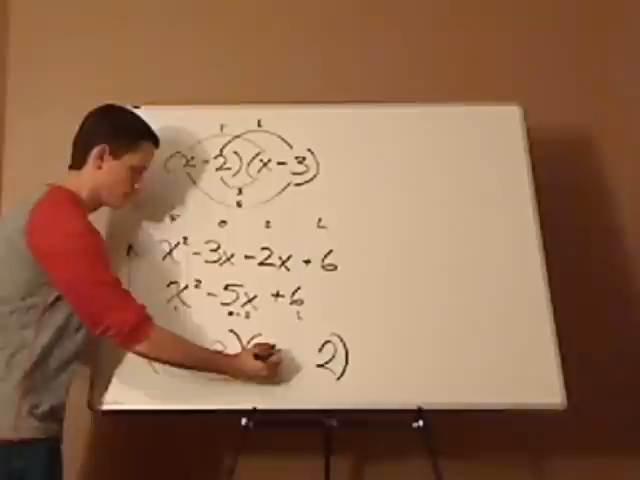 F L
(x-2)(x-3)
F O I L
x² -3x -2x +6
x² -5x +6
)( 2)